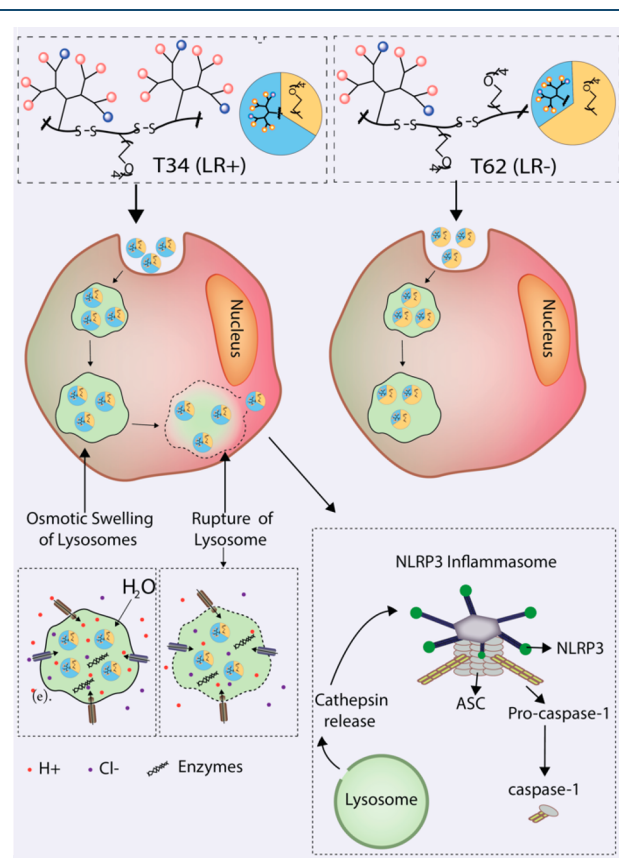 S-S
S-S
T34 (LR+)
S-S
S-S
T62 (LR-)
Nucleus
Nucleus
Osmotic Swelling
of Lysosomes
Rupture of
Lysosome
H2O
(e).
H+
Cl-
Enzymes
NLRP3 Inflammasome
NLRP3
ASC
Pro-caspase-1
caspase-1
Cathepsin
release
Lysosome